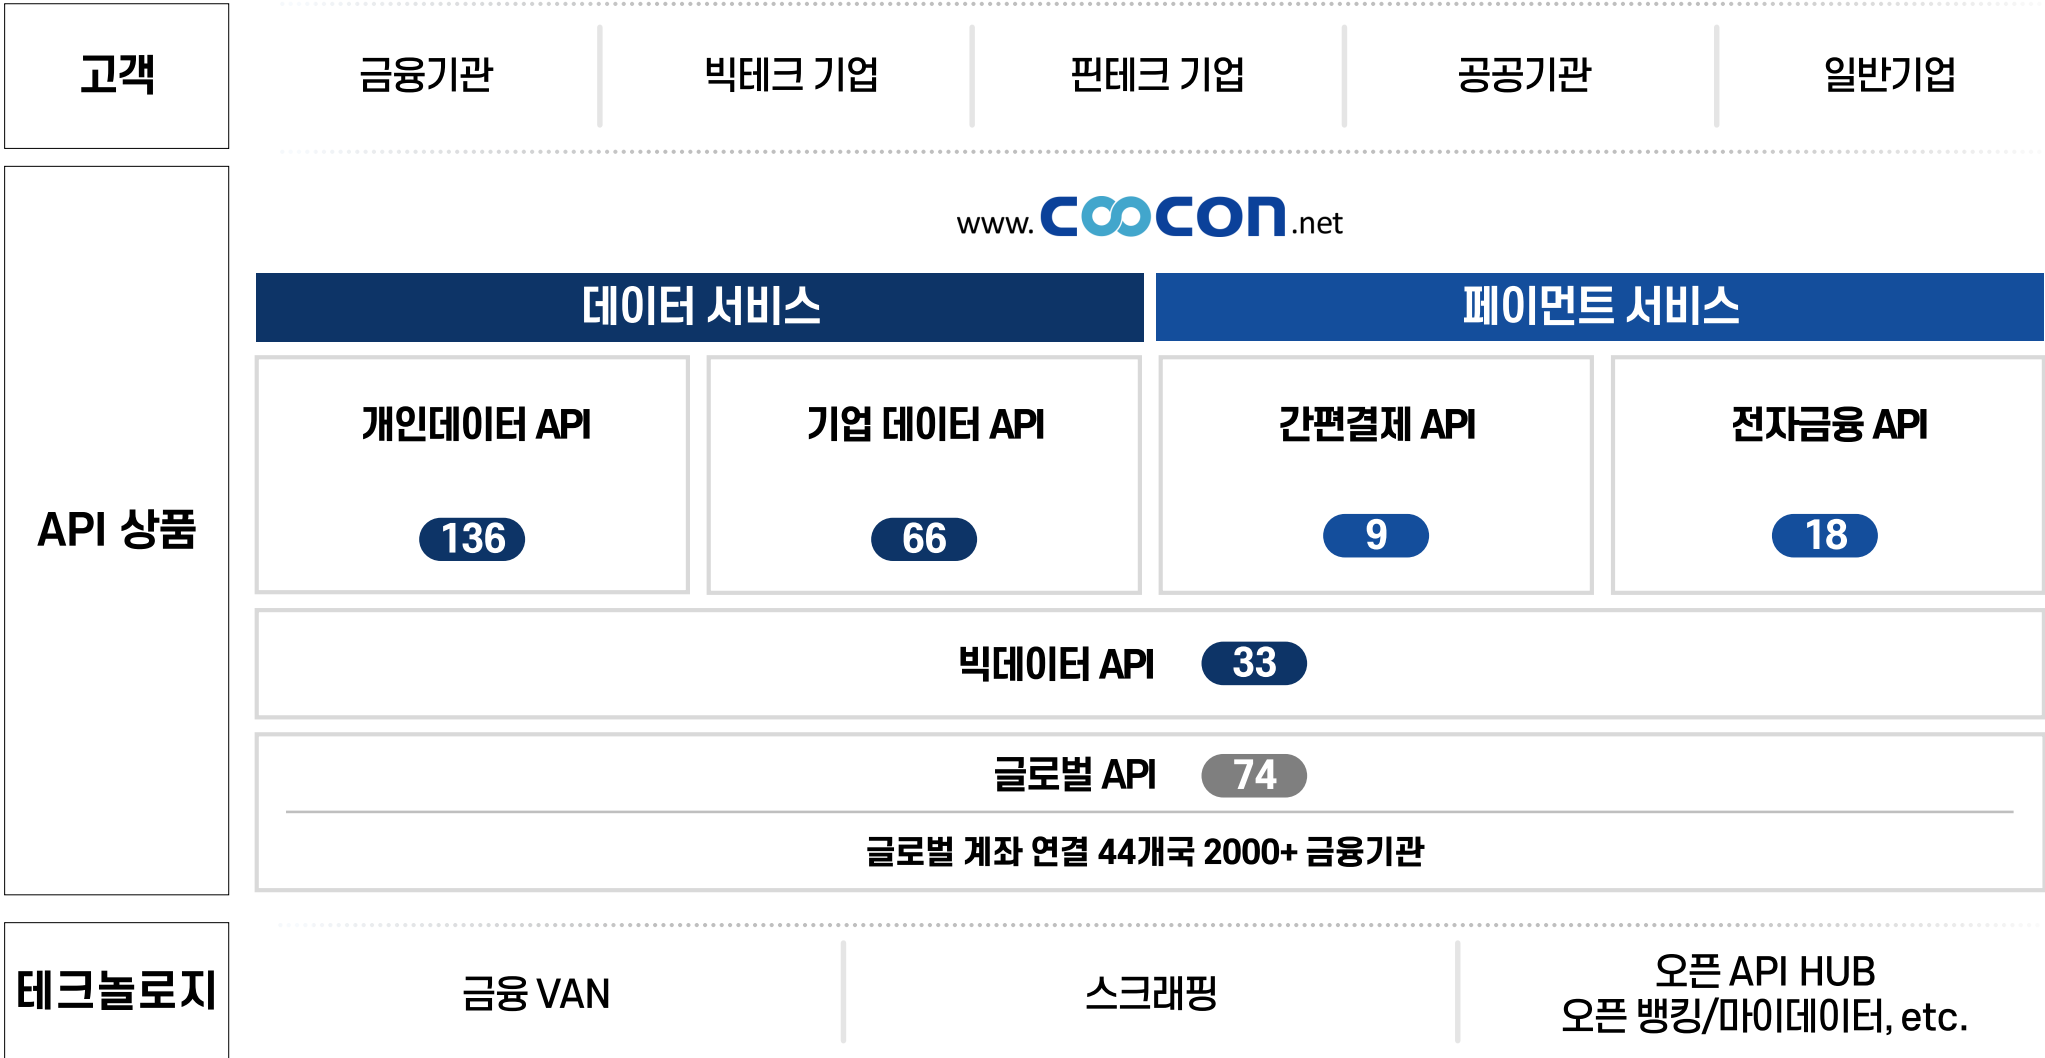 고객
금융기관
빅테크 기업
핀테크 기업
공공기관
일반기업
API 상품
www.coocon.net
데이터 서비스
페이먼트 서비스
개인데이터 API
기업 데이터 API
간편결제 API
전자금융 API
136
66
9
18
빅데이터 API 33
글로벌 API 74
글로벌 계좌 연결 44개국 2000+ 금융기관
테크놀로지
금융 VAN
스크래핑
오픈 API HUB
오픈 뱅킹/마이데이터, etc.